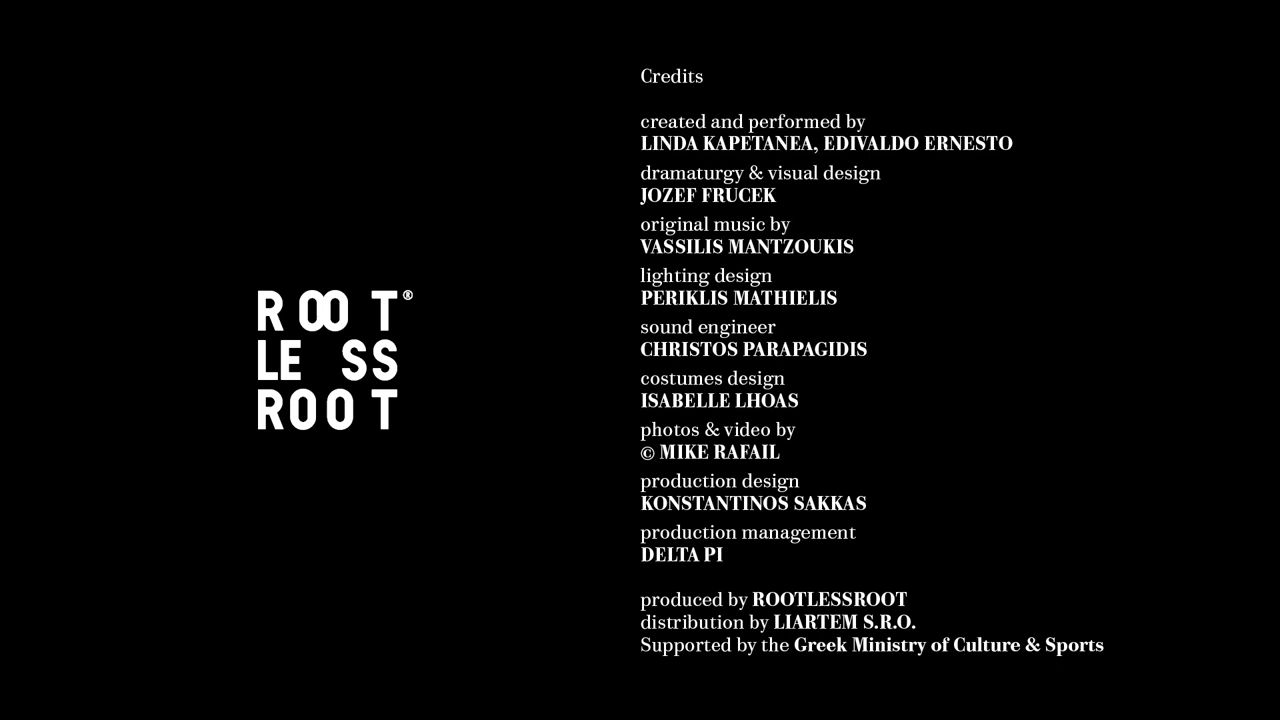 ROOT®
LESS
ROOT
Credits
created and performed by
LINDA KAPETANEA, EDIVALDO ERNESTO
dramaturgy & visual design
JOZEF FRUCEK
original music by
VASSILIS MANTZOUKIS
lighting design
PERIKLIS MATHIELIS
sound engineer
CHRISTOS PARAPAGIDIS
costumes design
ISABELLE LHOAS
photos & video by
© MIKE RAFAIL
production design
KONSTANTINOS SAKKAS
production management
DELTA PI
produced by ROOTLESSROOT
distribution by LIARTEM S.R.O.
Supported by the Greek Ministry of Culture & Sports